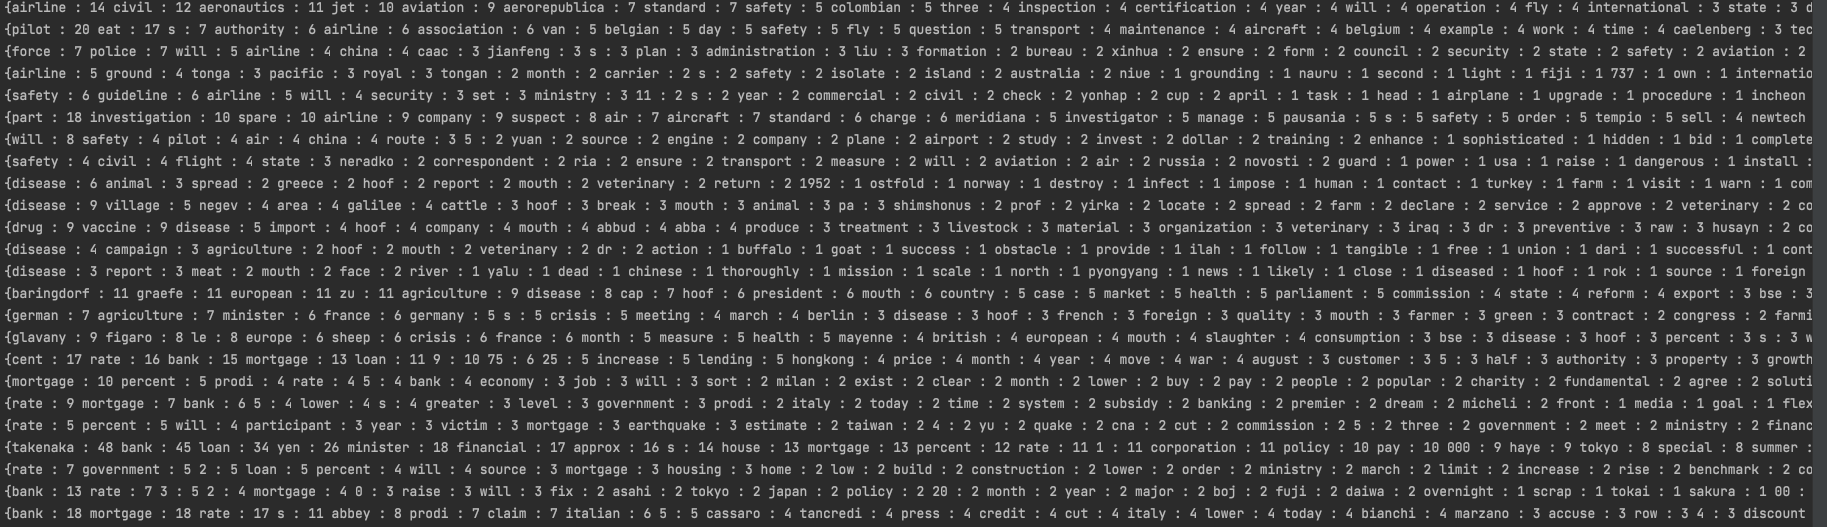 {airline : 14 civil : 12 aeronautics : 11 jet : 10 aviation : 9 aerorepublica : 7 standard : 7 safety : 5 colombian : 5 three : 4 inspection : 4 certification : 4 year : 4 will : 4 operation : 4 fly : 4 international : 3 state : 3 d
{pilot : 20 eat : 17 s : 7 authority : 6 airline : 6 association : 6 van : 5 belgian : 5 day : 5 safety : 5 fly : 5 question : 5 transport : 4 maintenance : 4 aircraft : 4 belgium : 4 example : 4 work : 4 time : 4 caelenberg : 3 tec
{force : 7 police : 7 will : 5 airline : 4 china : 4 caac : 3 jianfeng : 3 s : 3 plan : 3 administration : 3 liu : 3 formation : 2 bureau : 2 xinhua : 2 ensure : 2 form : 2 council : 2 security : 2 state : 2 safety : 2 aviation : 2
{airline : 5 ground : 4 tonga : 3 pacific : 3 royal : 3 tongan : 2 month : 2 carrier : 2 s : 2 safety : 2 isolate : 2 island : 2 australia : 2 niue : 1 grounding : 1 nauru : 1 second : 1 light : 1 fiji : 1 737 : 1 own : 1 internatio
{safety : 6 guideline : 6 airline : 5 will : 4 security : 3 set : 3 ministry : 3 11 : 2 s : 2 year : 2 commercial : 2 civil : 2 check : 2 yonhap : 2 cup : 2 april : 1 task : 1 head : 1 airplane : 1 upgrade : 1 procedure : 1 incheon
{part : 18 investigation : 10 spare : 10 airline : 9 company : 9 suspect : 8 air : 7 aircraft : 7 standard : 6 charge : 6 meridiana : 5 investigator : 5 manage : 5 pausania : 5 s : 5 safety : 5 order : 5 tempio : 5 sell : 4 newtech
{will : 8 safety : 4 pilot : 4 air : 4 china : 4 route : 3 5 : 2 yuan : 2 source : 2 engine : 2 company : 2 plane : 2 airport : 2 study : 2 invest : 2 dollar : 2 training : 2 enhance : 1 sophisticated : 1 hidden : 1 bid : 1 complete
{safety : 4 civil : 4 flight : 4 state : 3 neradko : 2 correspondent : 2 ria : 2 ensure : 2 transport : 2 measure : 2 will : 2 aviation : 2 air : 2 russia : 2 novosti : 2 guard : 1 power : 1 usa : 1 raise : 1 dangerous : 1 install :
{disease : 6 animal : 3 spread : 2 greece : 2 hoof : 2 report : 2 mouth : 2 veterinary : 2 return : 2 1952 : 1 ostfold : 1 norway : 1 destroy : 1 infect : 1 impose : 1 human : 1 contact : 1 turkey : 1 farm : 1 visit : 1 warn : 1 com
{disease : 9 village : 5 negev : 4 area : 4 galilee : 4 cattle : 3 hoof : 3 break : 3 mouth : 3 animal : 3 pa : 3 shimshonus : 2 prof : 2 yirka : 2 locate : 2 spread : 2 farm : 2 declare : 2 service : 2 approve : 2 veterinary : 2 co
{drug : 9 vaccine : 9 disease : 5 import : 4 hoof : 4 company : 4 mouth : 4 abbud : 4 abba : 4 produce : 3 treatment : 3 livestock : 3 material : 3 organization : 3 veterinary : 3 iraq : 3 dr : 3 preventive : 3 raw : 3 husayn : 2 co
{disease : 4 campaign : 3 agriculture : 2 hoof : 2 mouth : 2 veterinary : 2 dr : 2 action : 1 buffalo : 1 goat : 1 success : 1 obstacle : 1 provide : 1 ilah : 1 follow : 1 tangible : 1 free : 1 union : 1 dari : 1 successful : 1 cont
{disease : 3 report : 3 meat : 2 mouth : 2 face : 2 river : 1 yalu : 1 dead : 1 chinese : 1 thoroughly : 1 mission : 1 scale : 1 north : 1 pyongyang : 1 news : 1 likely : 1 close : 1 diseased : 1 hoof : 1 rok : 1 source : 1 foreign
{baringdorf : 11 graefe : 11 european : 11 zu : 11 agriculture : 9 disease : 8 cap : 7 hoof : 6 president : 6 mouth : 6 country : 5 case : 5 market : 5 health : 5 parliament : 5 commission : 4 state : 4 reform : 4 export : 3 bse : 3
{german : 7 agriculture : 7 minister : 6 france : 6 germany : 5 s : 5 crisis : 5 meeting : 4 march : 4 berlin : 3 disease : 3 hoof : 3 french : 3 foreign : 3 quality : 3 mouth : 3 farmer : 3 green : 3 contract : 2 congress : 2 farmi
{glavany : 9 figaro : 8 le : 8 europe : 6 sheep : 6 crisis : 6 france : 6 month : 5 measure : 5 health : 5 mayenne : 4 british : 4 european : 4 mouth : 4 slaughter : 4 consumption : 3 bse : 3 disease : 3 hoof : 3 percent : 3 s : 3 w
{cent : 17 rate : 16 bank : 15 mortgage : 13 loan : 11 9 : 10 75 : 6 25 : 5 increase : 5 lending : 5 hongkong : 4 price : 4 month : 4 year : 4 move : 4 war : 4 august : 3 customer : 3 5 : 3 half : 3 authority : 3 property : 3 growth
{mortgage : 10 percent : 5 prodi : 4 rate : 4 5 : 4 bank : 4 economy : 3 job : 3 will : 3 sort : 2 milan : 2 exist : 2 clear : 2 month : 2 lower : 2 buy : 2 pay : 2 people : 2 popular : 2 charity : 2 fundamental : 2 agree : 2 soluti
{rate : 9 mortgage : 7 bank : 6 5 : 4 lower : 4 s : 4 greater : 3 level : 3 government : 3 prodi : 2 italy : 2 today : 2 time : 2 system : 2 subsidy : 2 banking : 2 premier : 2 dream : 2 micheli : 2 front : 1 media : 1 goal : 1 flex
{rate : 5 percent : 5 will : 4 participant : 3 year : 3 victim : 3 mortgage : 3 earthquake : 3 estimate : 2 taiwan : 2 4 : 2 yu : 2 quake : 2 cna : 2 cut : 2 commission : 2 5 : 2 three : 2 government : 2 meet : 2 ministry : 2 financ
{takenaka : 48 bank : 45 loan : 34 yen : 26 minister : 18 financial : 17 approx : 16 s : 14 house : 13 mortgage : 13 percent : 12 rate : 11 1 : 11 corporation : 11 policy : 10 pay : 10 000 : 9 haye : 9 tokyo : 8 special : 8 summer :
{rate : 7 government : 5 2 : 5 loan : 5 percent : 4 will : 4 source : 3 mortgage : 3 housing : 3 home : 2 low : 2 build : 2 construction : 2 lower : 2 order : 2 ministry : 2 march : 2 limit : 2 increase : 2 rise : 2 benchmark : 2 co
{bank : 13 rate : 7 3 : 5 2 : 4 mortgage : 4 0 : 3 raise : 3 will : 3 fix : 2 asahi : 2 tokyo : 2 japan : 2 policy : 2 20 : 2 month : 2 year : 2 major : 2 boj : 2 fuji : 2 daiwa : 2 overnight : 1 scrap : 1 tokai : 1 sakura : 1 00 :
{bank : 18 mortgage : 18 rate : 17 s : 11 abbey : 8 prodi : 7 claim : 7 italian : 6 5 : 5 cassaro : 4 tancredi : 4 press : 4 credit : 4 cut : 4 italy : 4 lower : 4 today : 4 bianchi : 4 marzano : 3 accuse : 3 row : 3 4 : 3 discount